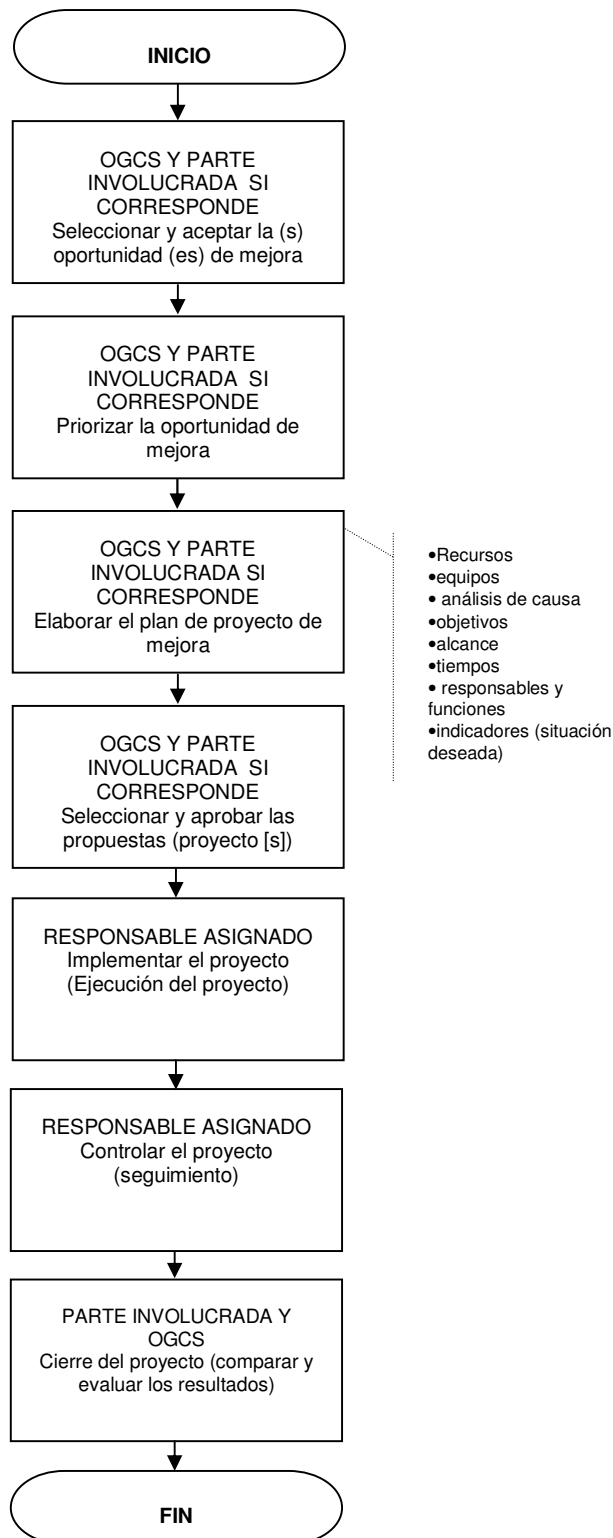 INICIO
OGCS Y PARTE
INVOLUCRADA SI
CORRESPONDE
Seleccionar y aceptar la (s)
oportunidad (es) de mejora
OGCS Y PARTE
INVOLUCRADA SI
CORRESPONDE
Priorizar la oportunidad de
mejora
OGCS Y PARTE
INVOLUCRADA SI
CORRESPONDE
Elaborar el plan de proyecto de
mejora
•Recursos
•equipos
• análisis de causa
•objetivos
•alcance
•tiempos
• responsables y
funciones
•indicadores (situación
deseada)
OGCS Y PARTE
INVOLUCRADA SI
CORRESPONDE
Seleccionar y aprobar las
propuestas (proyecto [s])
RESPONSABLE ASIGNADO
Implementar el proyecto
(Ejecución del proyecto)
RESPONSABLE ASIGNADO
Controlar el proyecto
(seguimiento)
PARTE INVOLUCRADA Y
OGCS
Cierre del proyecto (comparar y
evaluar los resultados)
FIN